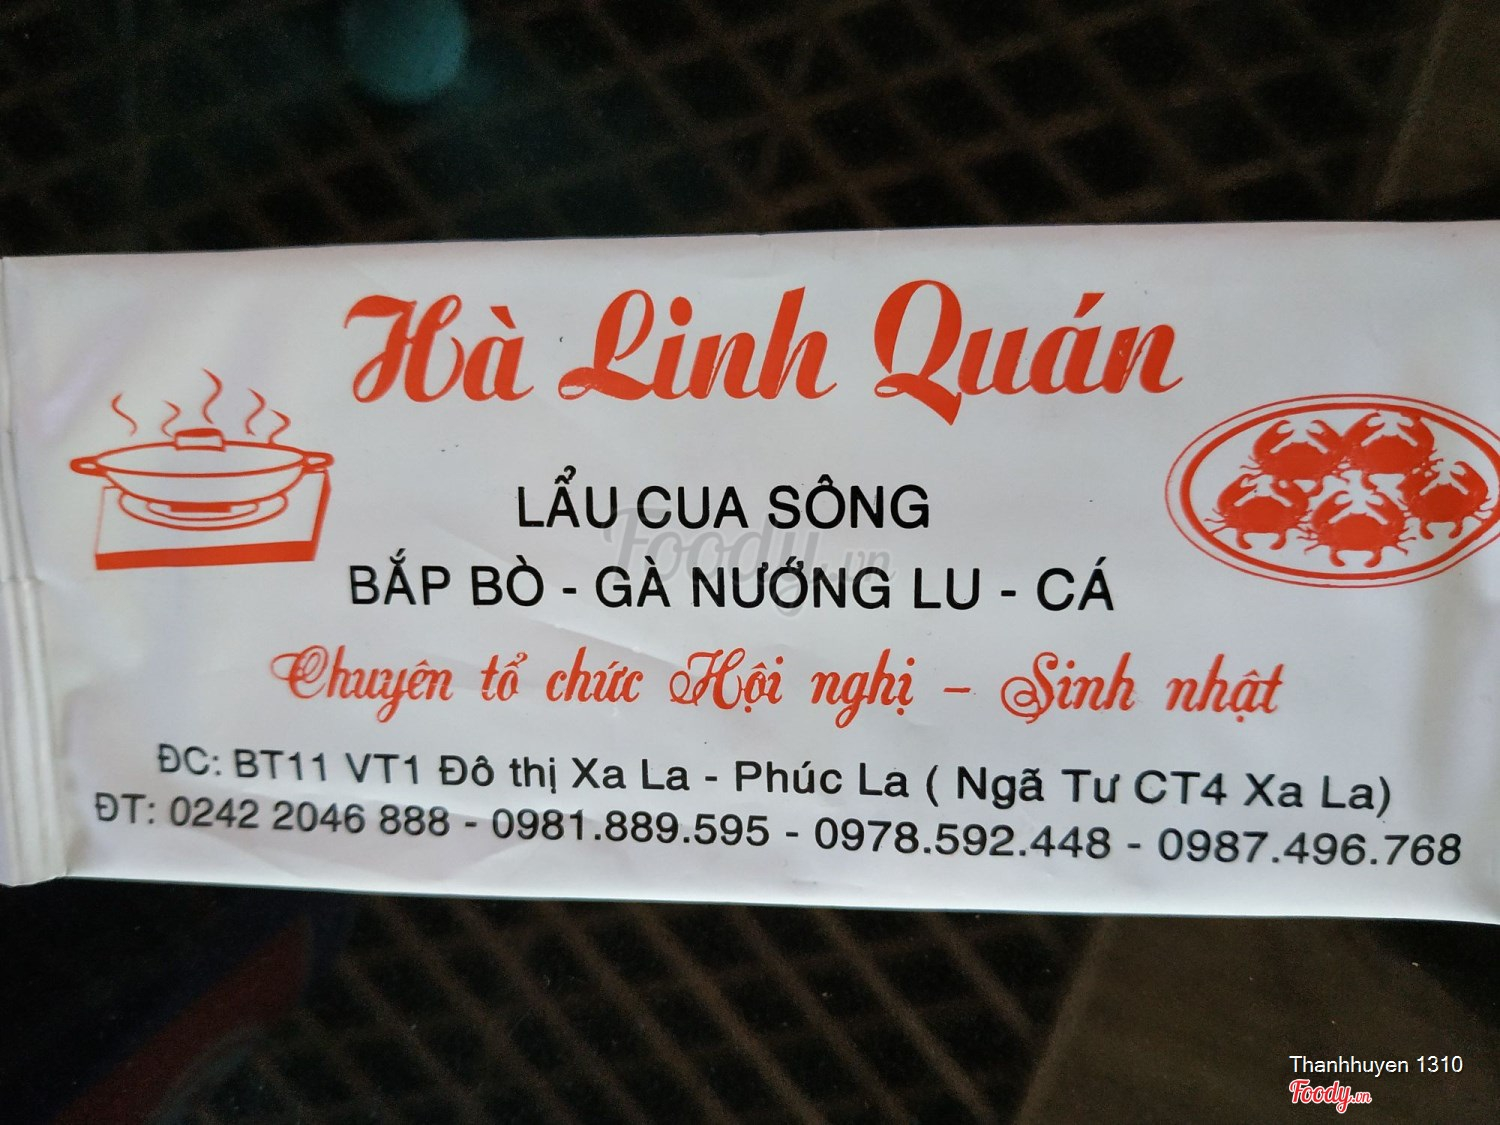 Hà Linh Quán
LẨU CUA SÔNG
BẮP BÒ - GÀ NƯỚNG LU - CÁ
Chuyên tổ chức Hội nghị - Sinh nhật
ĐC: BT11 VT1 Đô thị Xa La - Phúc La ( Ngã Tư CT4 Xa La)
ĐT: 0242 2046 888 - 0981.889.595 - 0978.592.448 - 0987.496.768
Foody.vn
Thanhhuyen 1310
Foody.vn